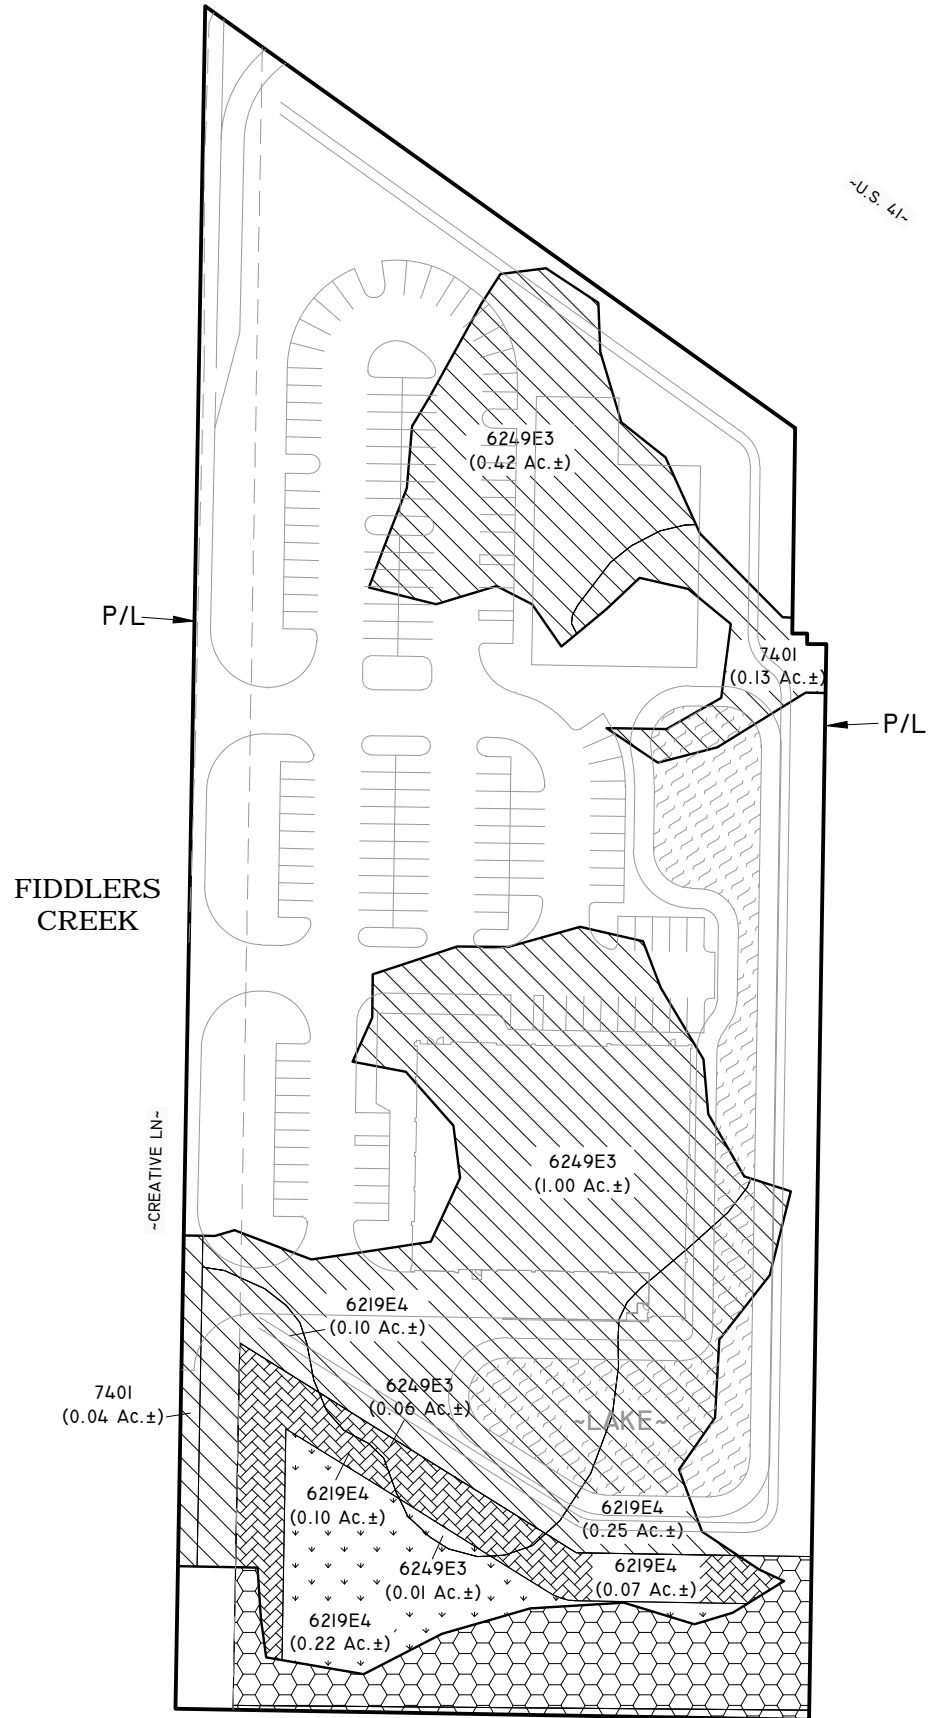 ~U.S. 41~
6249E3
(0.42 Ac.±)
P/L
7401
(0.13 Ac.±)
P/L
FIDDLERS
CREEK
~CREATIVE LN~
6249E3
(1.00 Ac.±)
6219E4
(0.10 Ac.±)
6249E3
(0.06 Ac.±)
7401
(0.04 Ac.±)
~LAKE~
6219E4
(0.10 Ac.±)
6219E4
(0.25 Ac.±)
6249E3
(0.01 Ac.±)
6219E4
(0.07 Ac.±)
6219E4
(0.22 Ac.±)